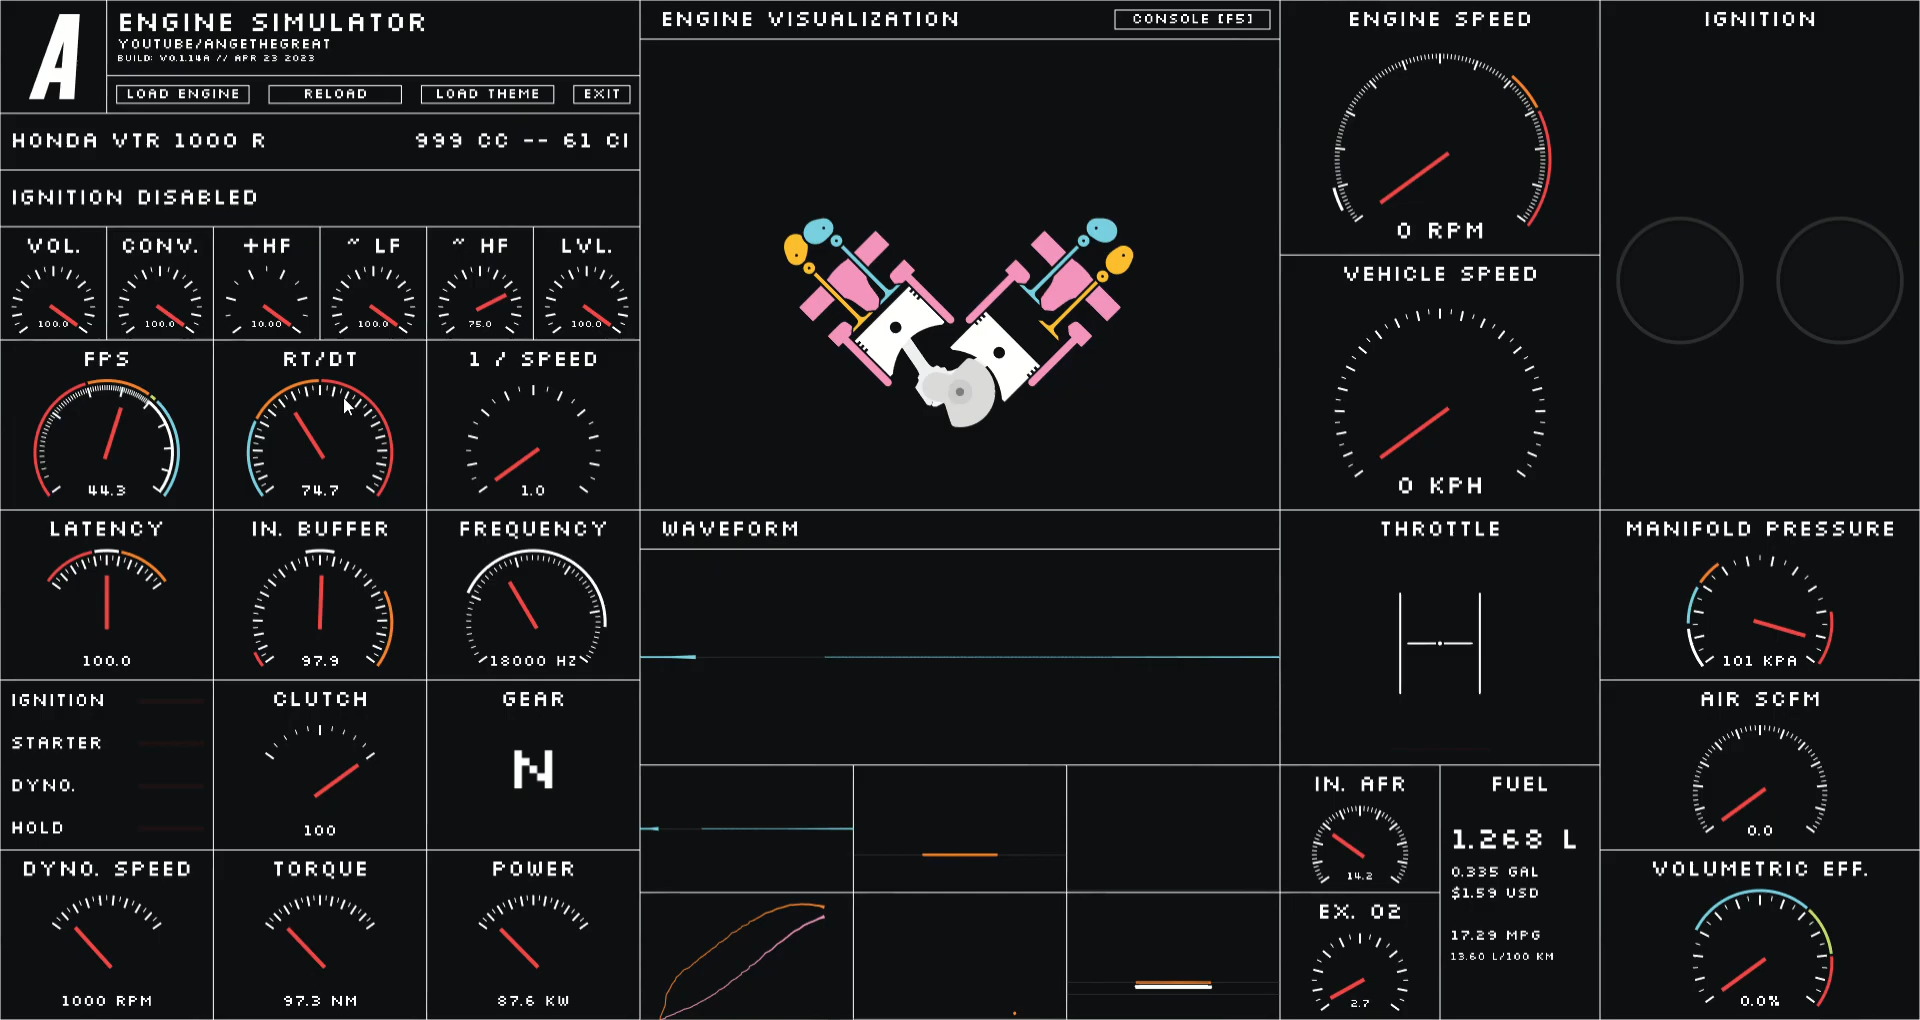 A
ENGINE SIMULATOR
YOUTUBE/ANGETHEGREAT
BUILD: V0.1.14A // APR 23 2023
LOAD ENGINE
RELOAD
LOAD THEME
EXIT
HONDA VTR 1000 R
999 CC -- 61 CI
IGNITION DISABLED
VOL.
100.0
CONV.
100.0
+HF
10.00
~ LF
100.0
~ HF
75.0
LVL.
100.0
FPS
44.3
RT/DT
74.7
1 / SPEED
1.0
LATENCY
100.0
IN. BUFFER
97.9
FREQUENCY
18000 HZ
IGNITION
STARTER
DYNO.
HOLD
CLUTCH
100
GEAR
N
DYNO. SPEED
1000 RPM
TORQUE
97.3 NM
POWER
87.6 KW
ENGINE VISUALIZATION
CONSOLE [F5]
WAVEFORM
ENGINE SPEED
0 RPM
VEHICLE SPEED
0 KPH
THROTTLE
IN. AFR
14.2
EX. O2
2.7
FUEL
1.268 L
0.335 GAL
$1.59 USD
17.29 MPG
13.60 L/100 KM
IGNITION
MANIFOLD PRESSURE
101 KPA
AIR SCFM
0.0
VOLUMETRIC EFF.
0.0%